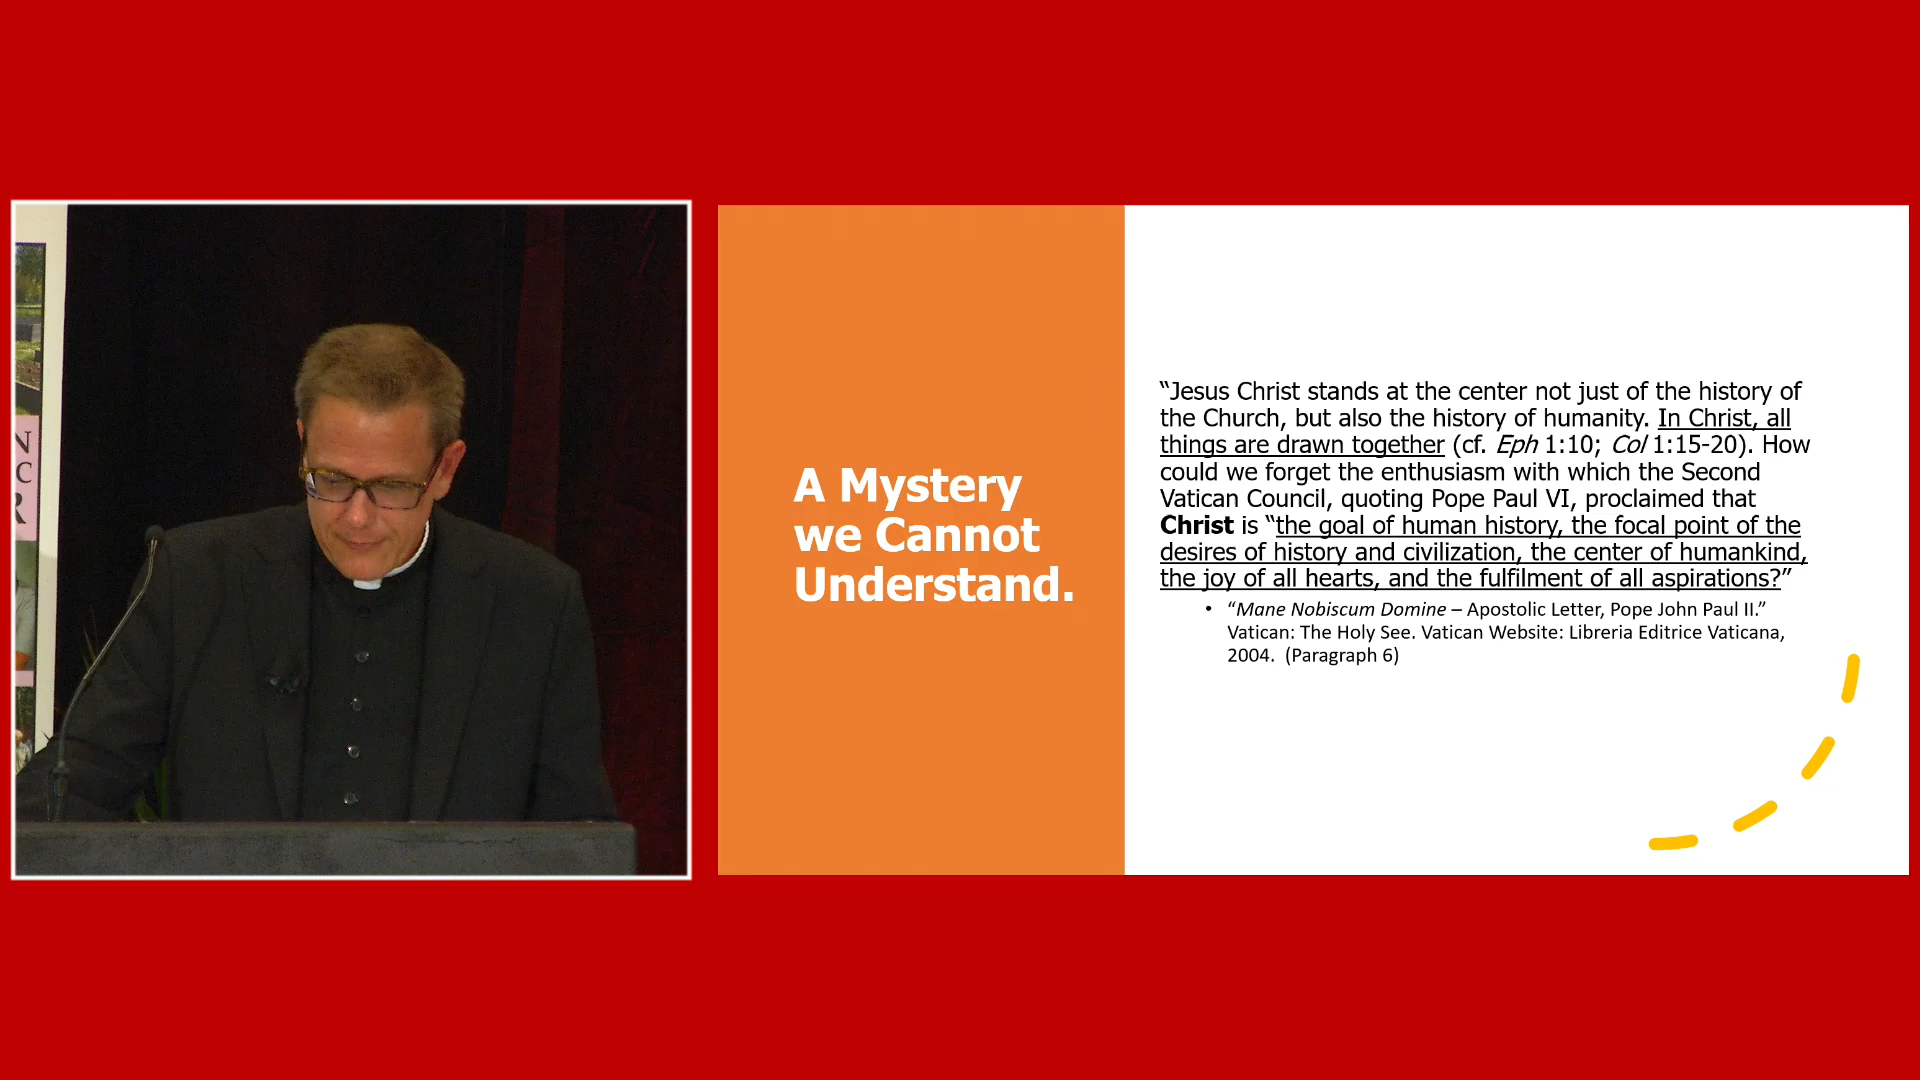 N
C
R
A Mystery
we Cannot
Understand.
“Jesus Christ stands at the center not just of the history of
the Church, but also the history of humanity. In Christ, all
things are drawn together (cf. Eph 1:10; Col 1:15-20). How
could we forget the enthusiasm with which the Second
Vatican Council, quoting Pope Paul VI, proclaimed that
Christ is “the goal of human history, the focal point of the
desires of history and civilization, the center of humankind,
the joy of all hearts, and the fulfilment of all aspirations?”
• “Mane Nobiscum Domine – Apostolic Letter, Pope John Paul II.”
Vatican: The Holy See. Vatican Website: Libreria Editrice Vaticana,
2004. (Paragraph 6)